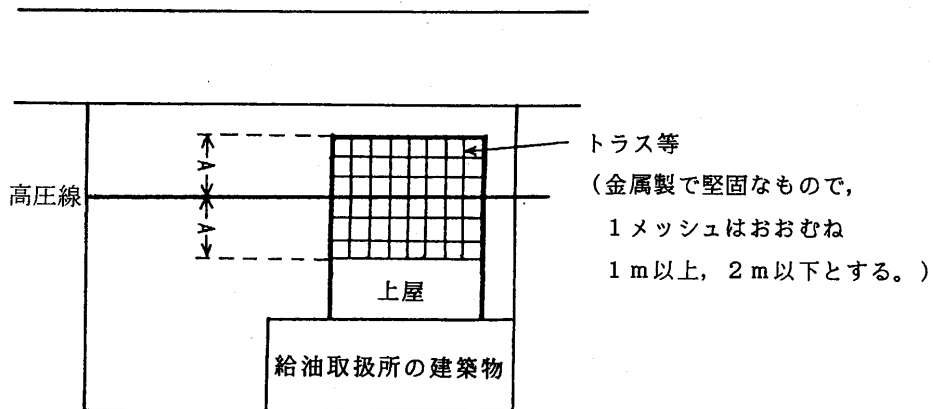 トラス等
(金属製で堅固なもので,
1メッシュはおおむね
1m以上,2m以下とする。)
A
高圧線
A
上屋
給油取扱所の建築物